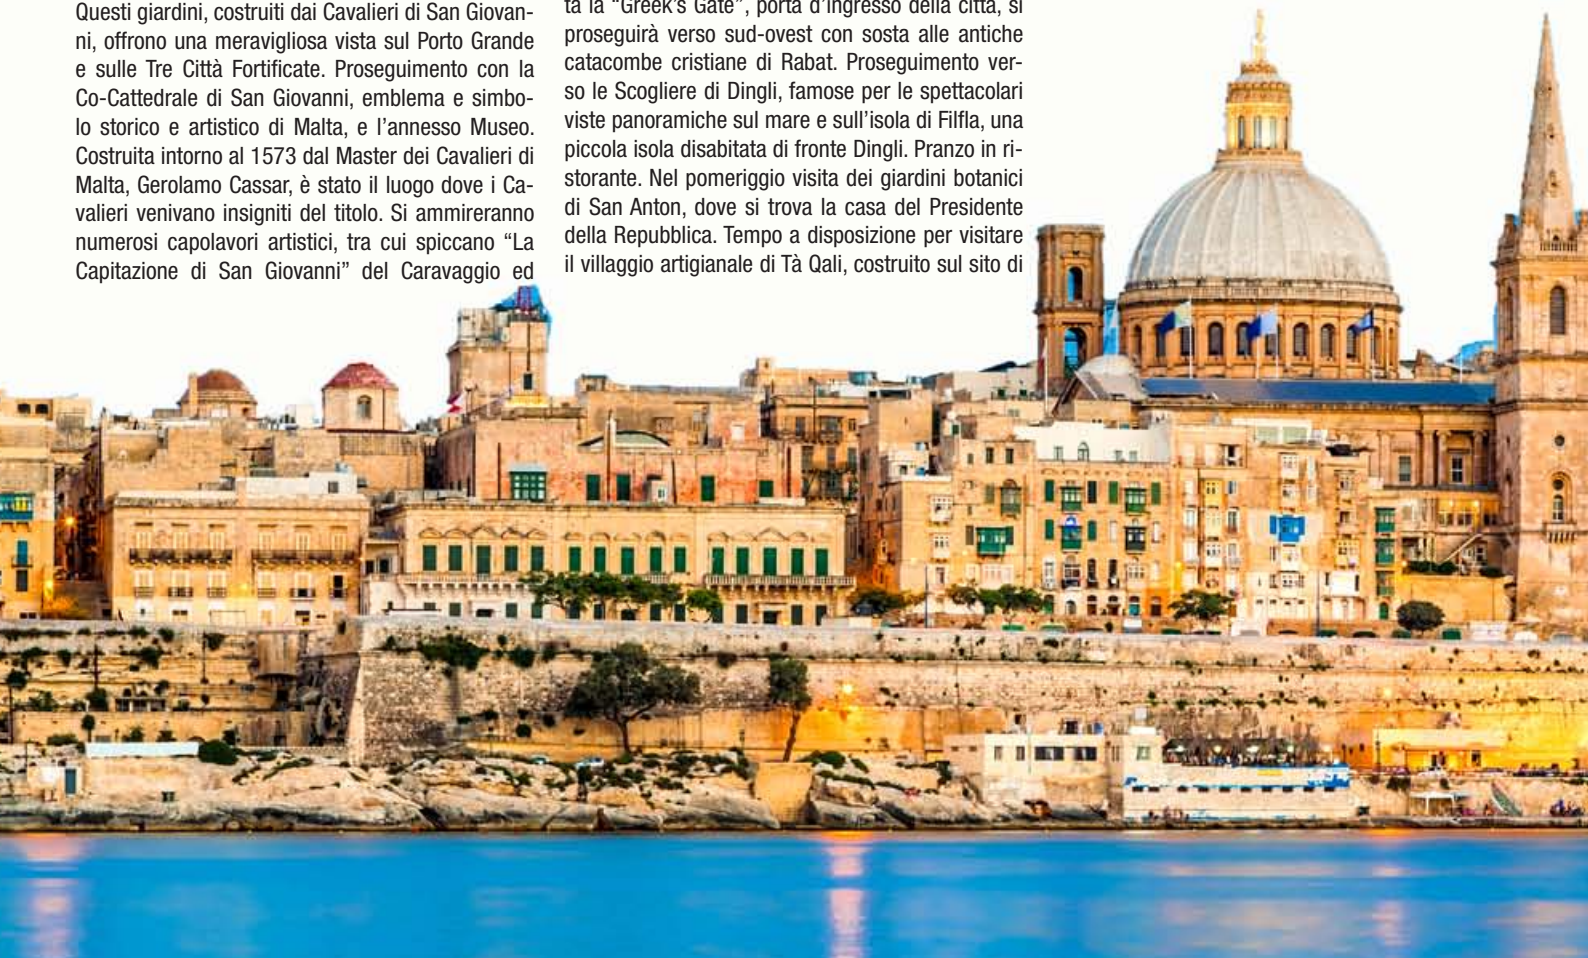 Questi giardini, costruiti dai Cavalieri di San Giovan-
ni, offrono una meravigliosa vista sul Porto Grande
e sulle Tre Città Fortificate. Proseguimento con la
Co-Cattedrale di San Giovanni, emblema e simbo-
lo storico e artistico di Malta, e l’annesso Museo.
Costruita intorno al 1573 dal Master dei Cavalieri di
Malta, Gerolamo Cassar, è stato il luogo dove i Ca-
valieri venivano insigniti del titolo. Si ammireranno
numerosi capolavori artistici, tra cui spiccano “La
Capitazione di San Giovanni” del Caravaggio ed
ta la “Greek’s Gate”, porta d’ingresso della città, si
proseguirà verso sud-ovest con sosta alle antiche
catacombe cristiane di Rabat. Proseguimento ver-
so le Scogliere di Dingli, famose per le spettacolari
viste panoramiche sul mare e sull’isola di Filfla, una
piccola isola disabitata di fronte Dingli. Pranzo in ri-
storante. Nel pomeriggio visita dei giardini botanici
di San Anton, dove si trova la casa del Presidente
della Repubblica. Tempo a disposizione per visitare
il villaggio artigianale di Tà Qali, costruito sul sito di